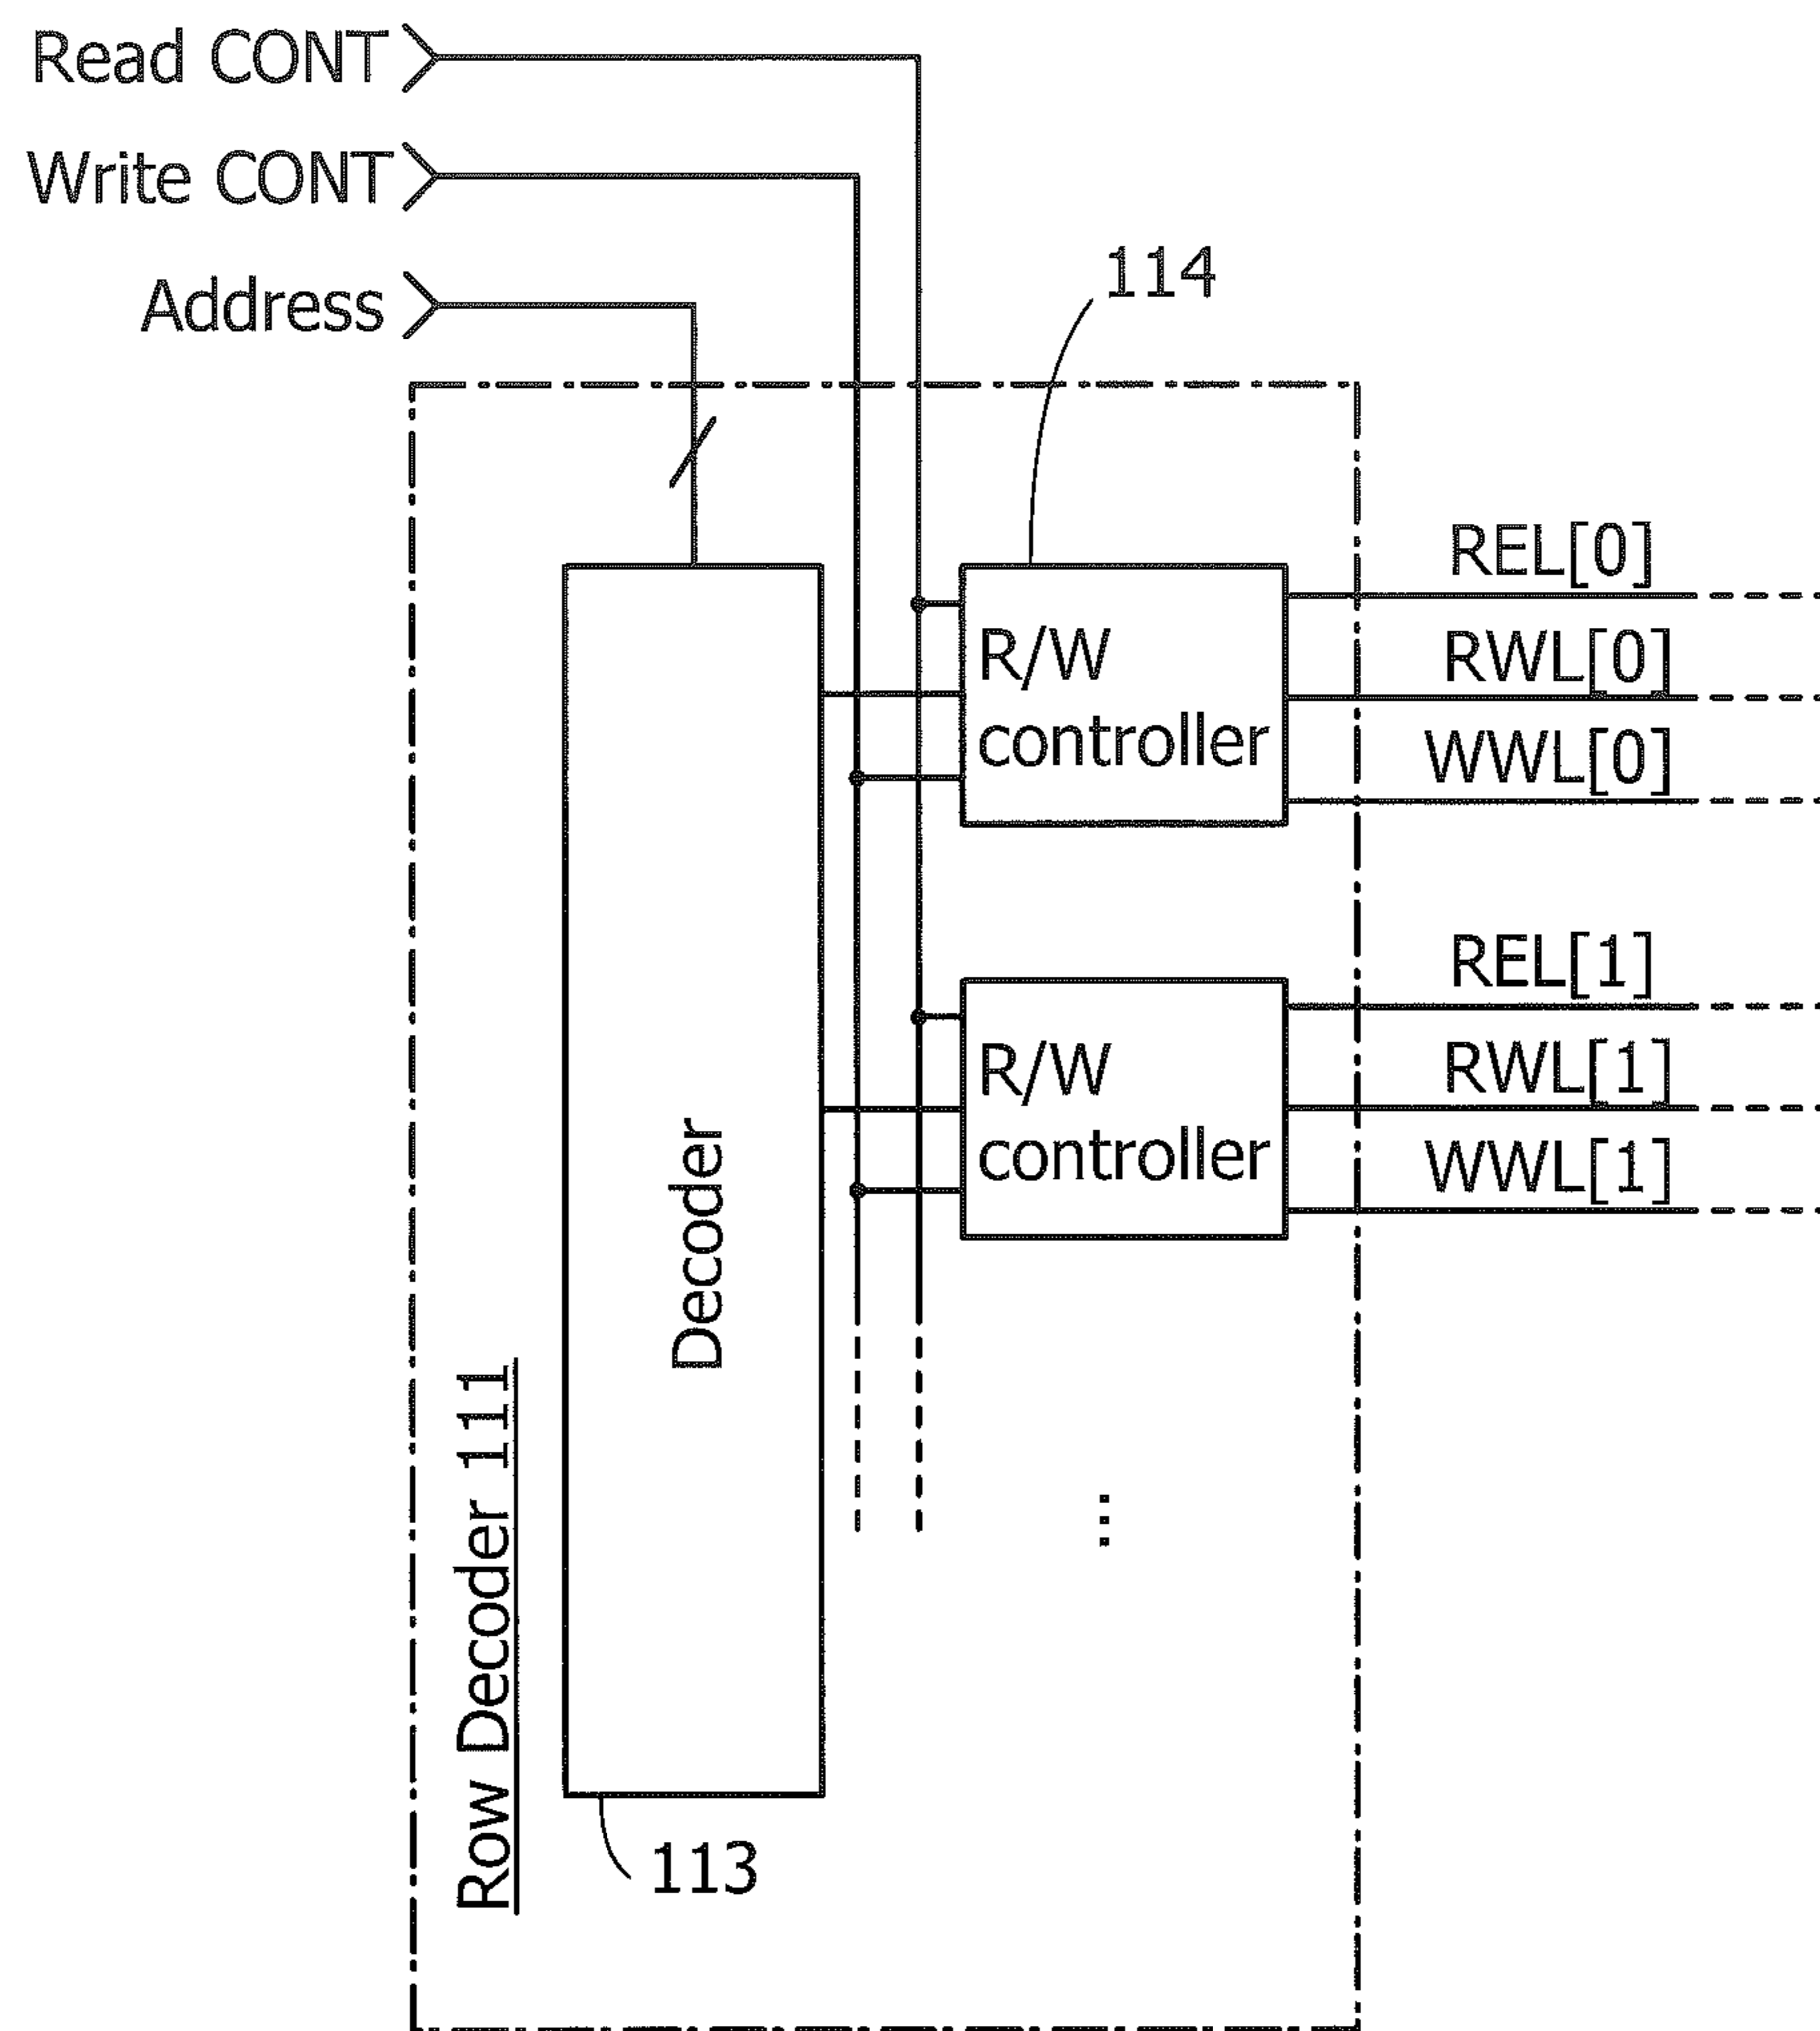 Read CONT
Write CONT
Address
114
REL[0]
R/W
controller
RWL[0]
WWL[0]
REL[1]
R/W
controller
RWL[1]
WWL[1]
Decoder
Row Decoder 111
113